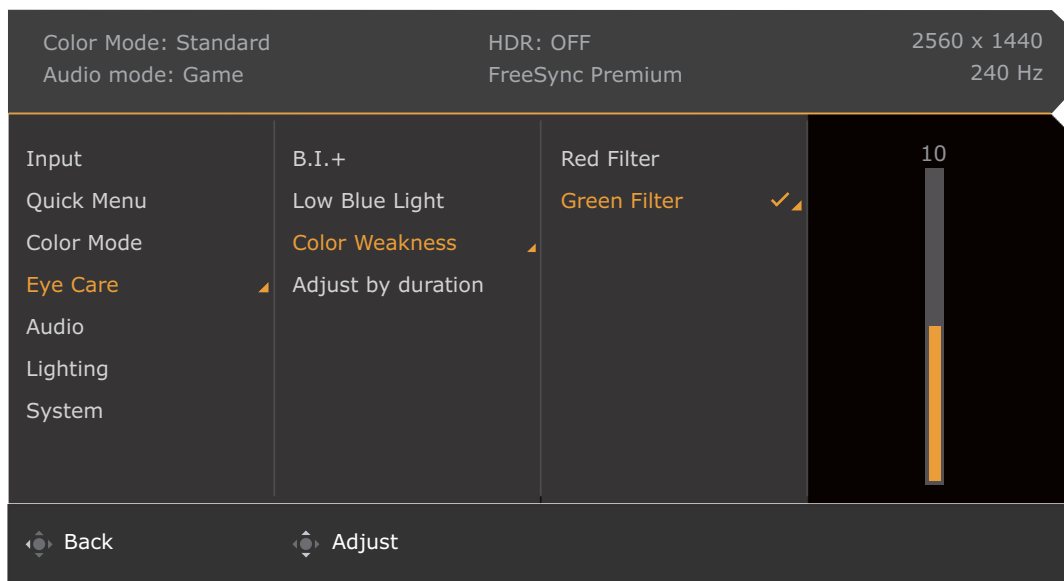 Color Mode: Standard
HDR: OFF
2560 x 1440
Audio mode: Game
FreeSync Premium
240 Hz
Input
Quick Menu
Color Mode
Eye Care
Audio
Lighting
System
B.I.+
Low Blue Light
Color Weakness
Adjust by duration
Red Filter
Green Filter
10
Back
Adjust